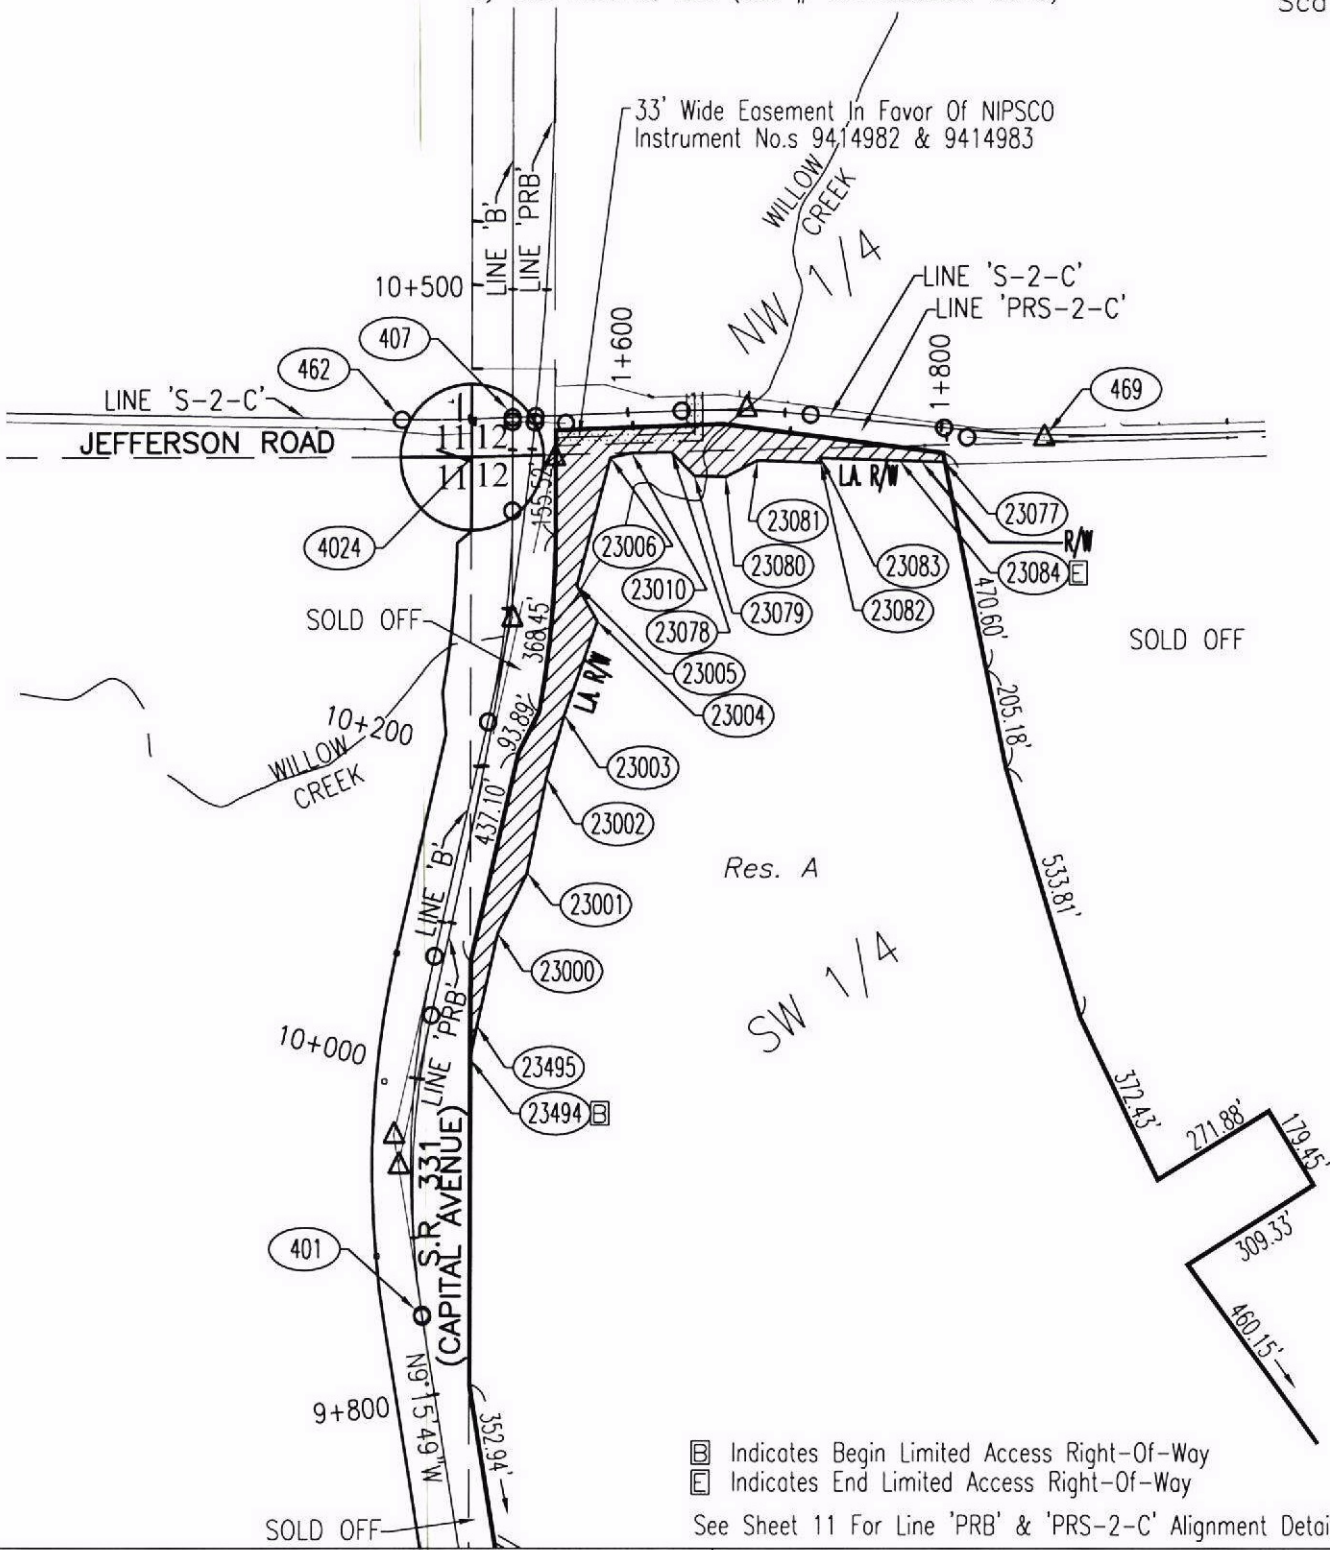 33' Wide Easement In Favor Of NIPSCO
Instrument No.s 9414982 & 9414983
WILLOW
CREEK
LINE 'B'
LINE 'PRB'
NW 1/4
10+500
LINE 'S-2-C'
LINE 'PRS-2-C'
1+600
1+800
407
462
469
LINE 'S-2-C'
JEFFERSON ROAD
11 12
11 12
155.52'
LA R/W
23077
23081
R/W
4024
23006
23080
23083
23084 E
23010
23079
23082
SOLD OFF
368.45'
470.60'
23078
SOLD OFF
23005
LA R/W
23004
205.18'
10+200
93.89'
WILLOW
CREEK
23003
437.10'
23002
Res. A
LINE 'B'
533.81'
23001
23000
SW 1/4
LINE 'PRB'
10+000
23495
23494 B
372.43'
271.88'
179.45'
S.R. 331
(CAPITAL AVENUE)
401
309.33'
460.15'
N9°15'49"W
9+800
352.94'
B Indicates Begin Limited Access Right-Of-Way
E Indicates End Limited Access Right-Of-Way
See Sheet 11 For Line 'PRB' & 'PRS-2-C' Alignment Detai
SOLD OFF